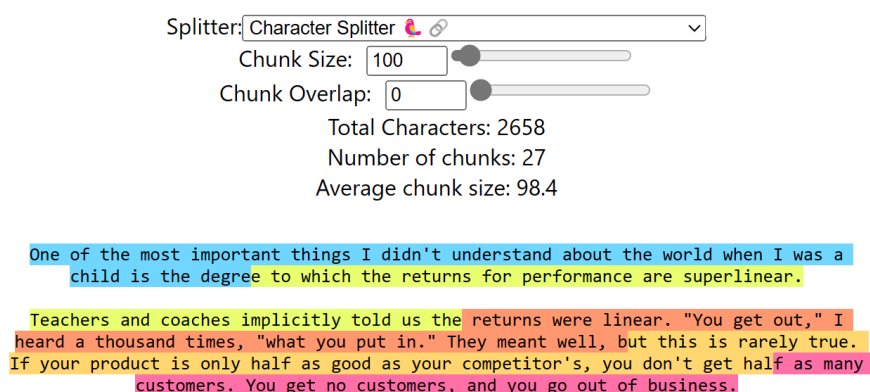 Splitter: Character Splitter 🦜🔗
Chunk Size: 100
Chunk Overlap: 0
Total Characters: 2658
Number of chunks: 27
Average chunk size: 98.4
One of the most important things I didn't understand about the world when I was a
child is the degree to which the returns for performance are superlinear.
Teachers and coaches implicitly told us the returns were linear. "You get out," I
heard a thousand times, "what you put in." They meant well, but this is rarely true.
If your product is only half as good as your competitor's, you don't get half as many
customers. You get no customers, and you go out of business.